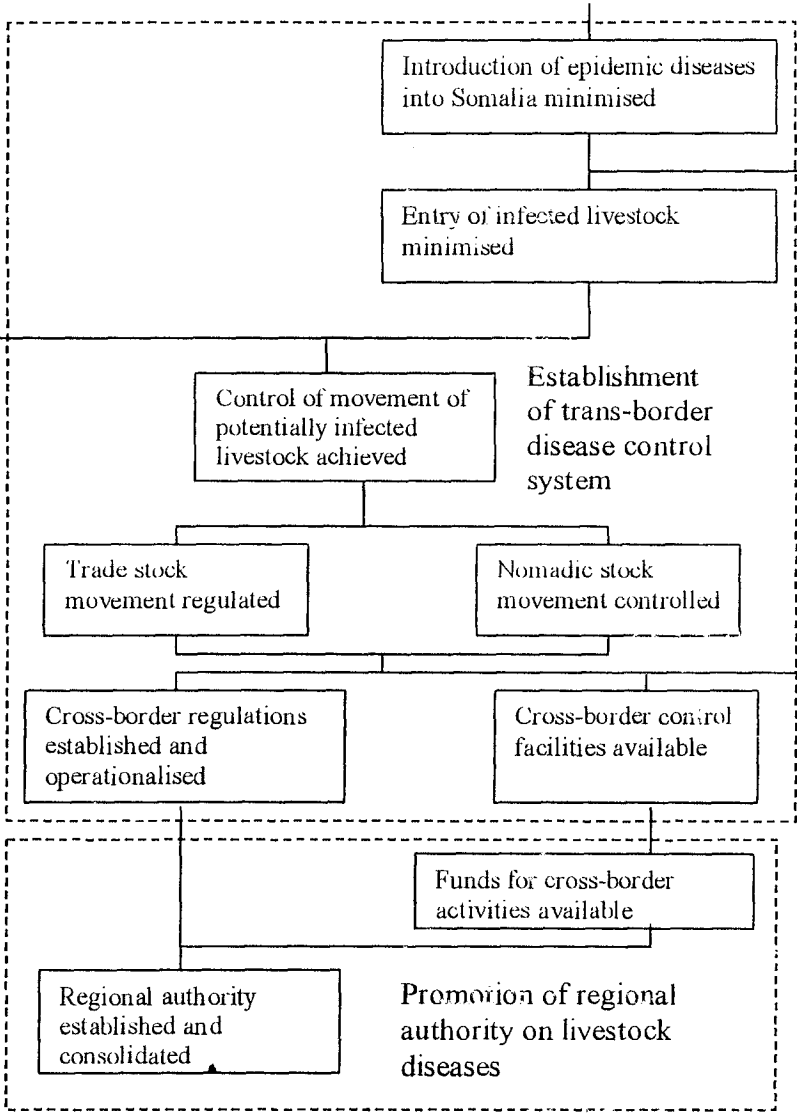 Introduction of epidemic diseases
into Somalia minimised
Entry of infected livestock
minimised
Control of movement of
potentially infected
livestock achieved
Establishment
of trans-border
disease control
system
Trade stock
movement regulated
Nomadic stock
movement controlled
Cross-border regulations
established and
operationalised
Cross-border control
facilities available
Funds for cross-border
activities available
Regional authority
established and
consolidated
Promotion of regional
authority on livestock
diseases